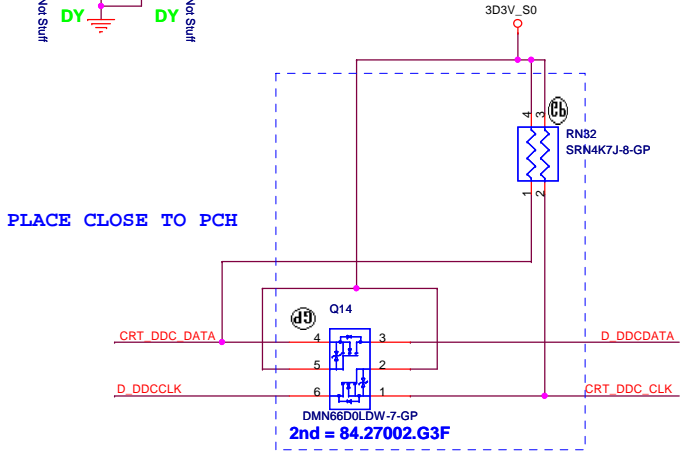 Not Stuff
DY
DY
Not Stuff
3D3V_S0
4
3
RN32
SRN4K7J-8-GP
1
2
PLACE CLOSE TO PCH
Q14
CRT_DDC_DATA
4
3
D_DDCDATA
5
2
D_DDCCLK
6
1
CRT_DDC_CLK
DMN66D0LDW-7-GP
2nd = 84.27002.G3F